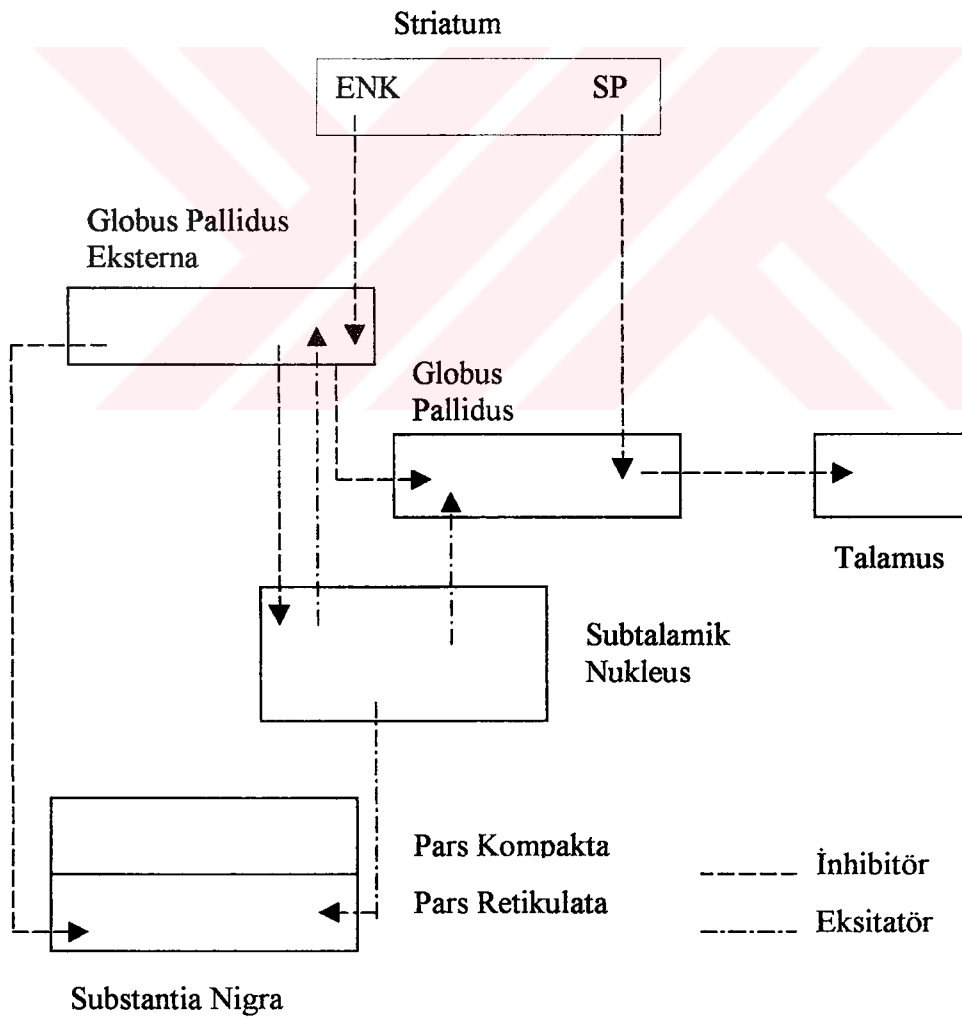 Striatum
ENK SP
Globus Pallidus
Eksterna
Globus
Pallidus
Talamus
Subtalamik
Nukleus
Pars Kompakta
Pars Retikulata
İnhibitör
Eksitatör
Substantia Nigra